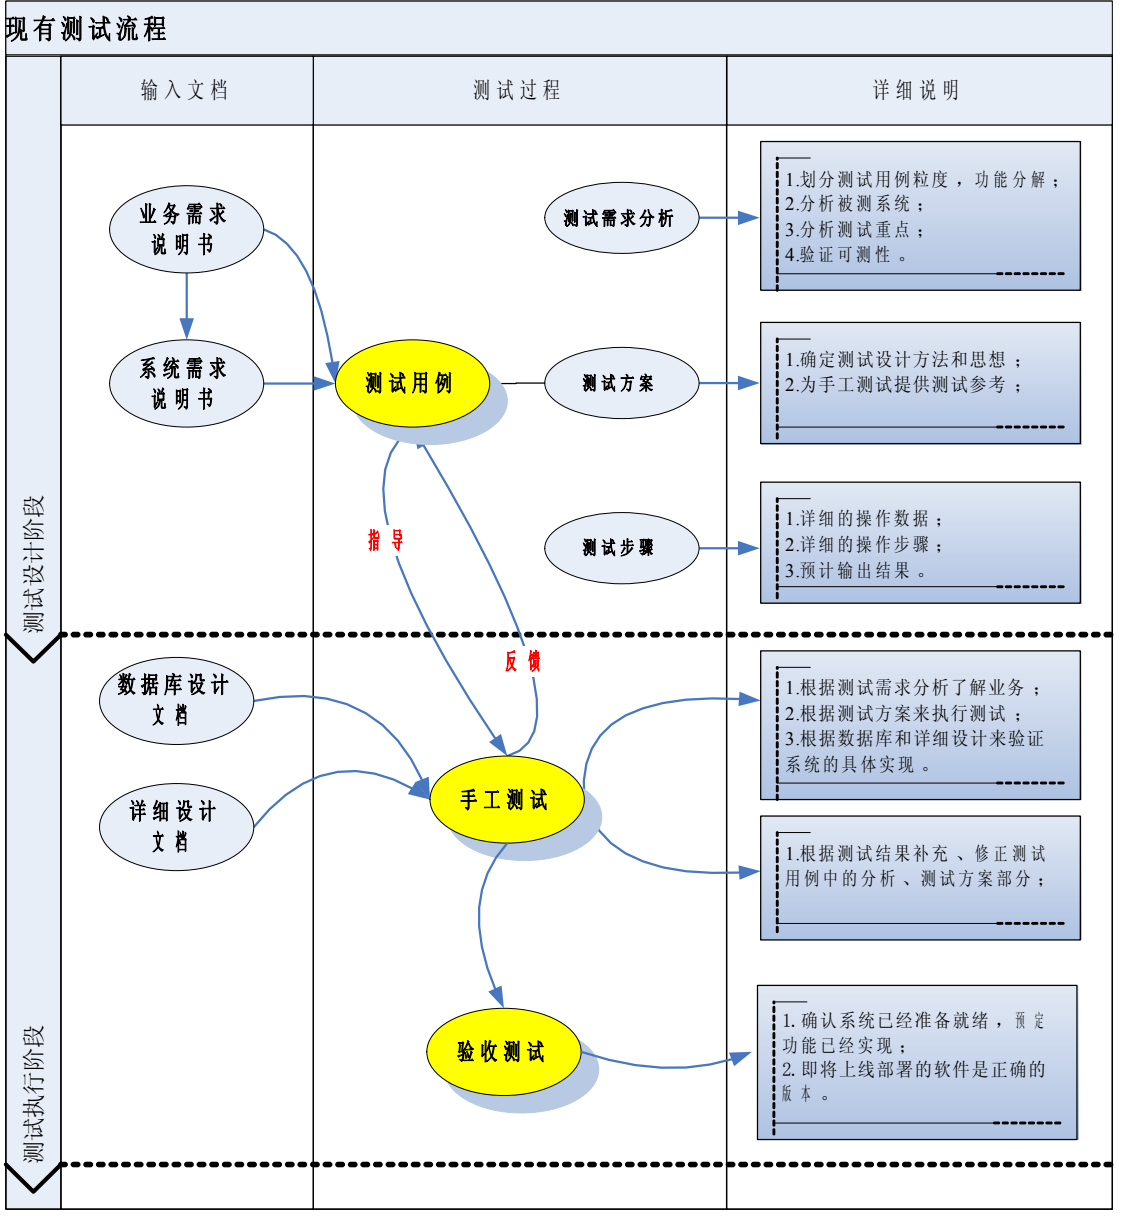 现有测试流程
输入文档
测试过程
详细说明
测试设计阶段
业务需求
说明书
系统需求
说明书
测试用例
测试需求分析
1.划分测试用例粒度，功能分解；
2.分析被测系统；
3.分析测试重点；
4.验证可测性。
测试方案
1.确定测试设计方法和思想；
2.为手工测试提供测试参考；
测试步骤
1.详细的操作数据；
2.详细的操作步骤；
3.预计输出结果。
指导
反馈
测试执行阶段
数据库设计
文档
详细设计
文档
手工测试
1.根据测试需求分析了解业务；
2.根据测试方案来执行测试；
3.根据数据库和详细设计来验证
系统的具体实现。
1.根据测试结果补充、修正测试
用例中的分析、测试方案部分；
验收测试
1.确认系统已经准备就绪，预定
功能已经实现；
2.即将上线部署的软件是正确的
版本。